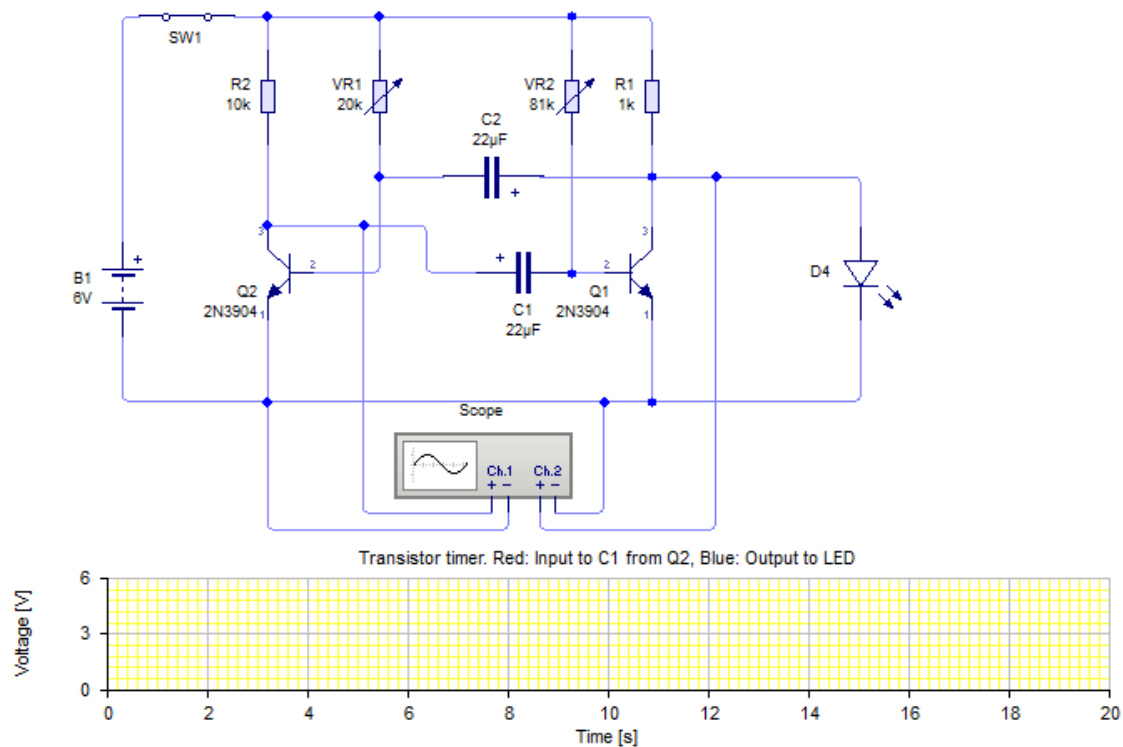 SW1
R2
10k
VR1
20k
VR2
81k
R1
1k
C2
22µF
+
3
3
+
B1
6V
2
Q2
2N3904
1
+
C1
22µF
2
Q1
2N3904
1
D4
Scope
Ch.1 Ch.2
+ − + −
Transistor timer. Red: Input to C1 from Q2, Blue: Output to LED
Voltage [V]
6
3
0
0 2 4 6 8 10 12 14 16 18 20
Time [s]